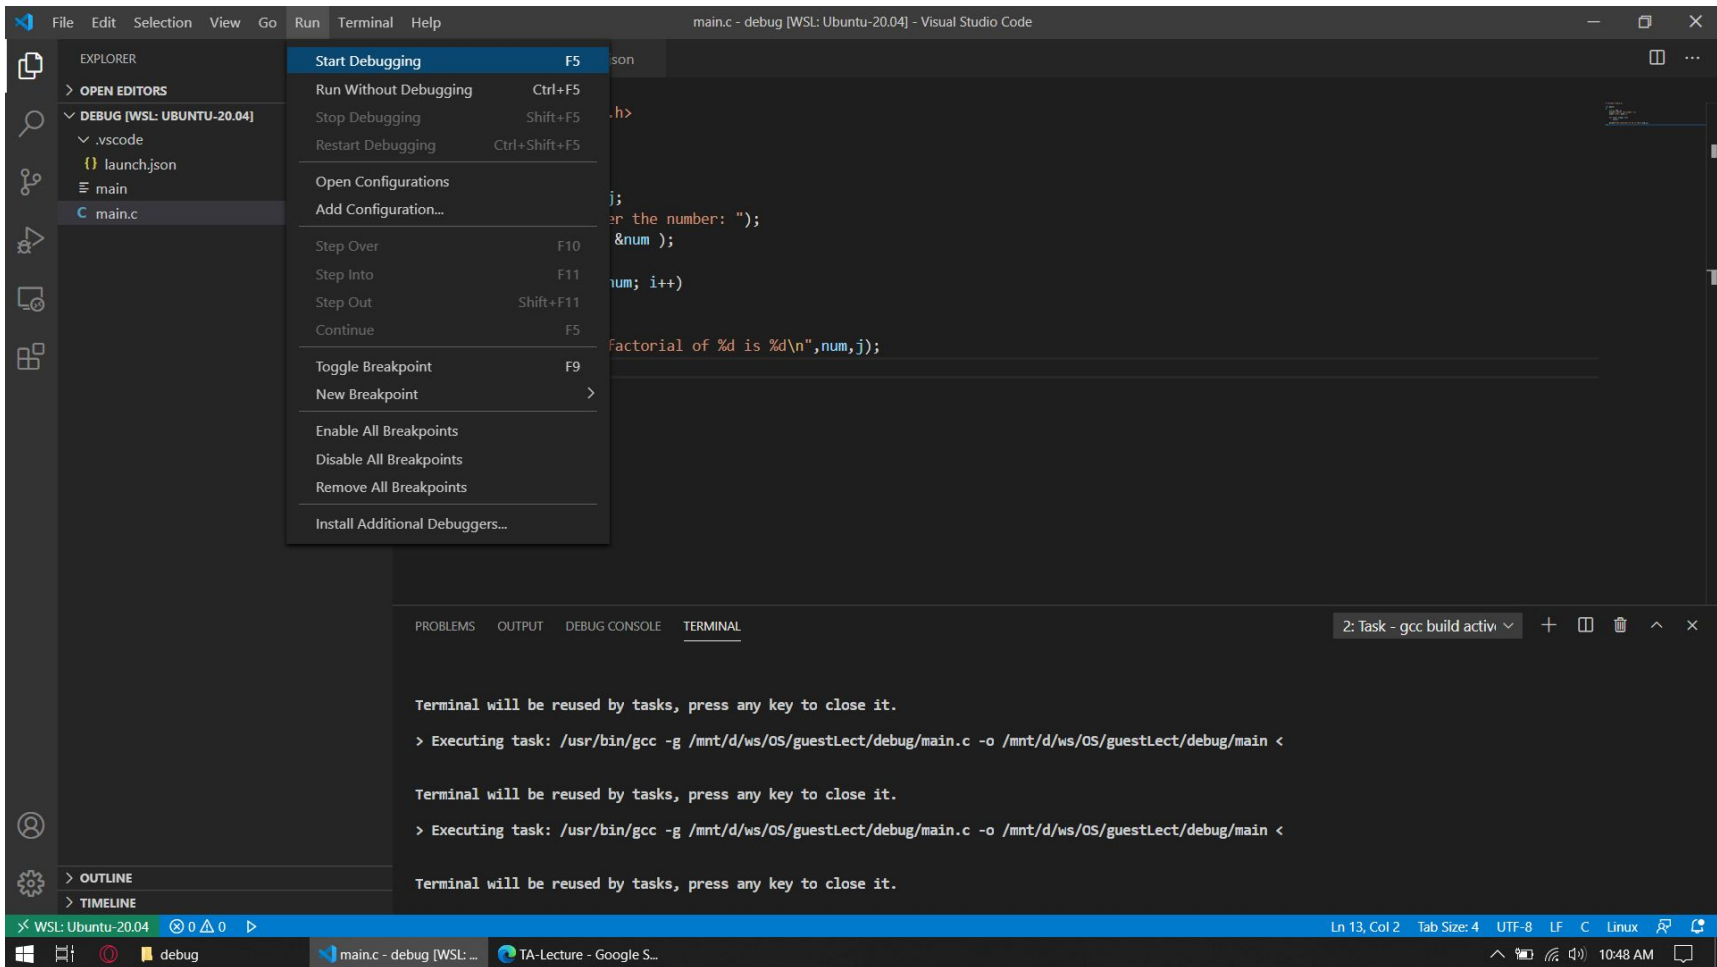 File Edit Selection View Go Run Terminal Help main.c - debug [WSL: Ubuntu-20.04] - Visual Studio Code
EXPLORER
OPEN EDITORS
DEBUG [WSL: UBUNTU-20.04]
.vscode
{} launch.json
main
C main.c
OUTLINE
TIMELINE
Start Debugging F5
Run Without Debugging Ctrl+F5
Stop Debugging Shift+F5
Restart Debugging Ctrl+Shift+F5
Open Configurations
Add Configuration...
Step Over F10
Step Into F11
Step Out Shift+F11
Continue F5
Toggle Breakpoint F9
New Breakpoint
Enable All Breakpoints
Disable All Breakpoints
Remove All Breakpoints
Install Additional Debuggers...
son
.h>
j;
er the number: ");
&num );
num; i++)
factorial of %d is %d\n",num,j);
PROBLEMS OUTPUT DEBUG CONSOLE TERMINAL 2: Task - gcc build activ
Terminal will be reused by tasks, press any key to close it.
> Executing task: /usr/bin/gcc -g /mnt/d/ws/OS/guestLect/debug/main.c -o /mnt/d/ws/OS/guestLect/debug/main <
Terminal will be reused by tasks, press any key to close it.
> Executing task: /usr/bin/gcc -g /mnt/d/ws/OS/guestLect/debug/main.c -o /mnt/d/ws/OS/guestLect/debug/main <
Terminal will be reused by tasks, press any key to close it.
WSL: Ubuntu-20.04 0 0 Ln 13, Col 2 Tab Size: 4 UTF-8 LF C Linux
debug main.c - debug [WSL: ... TA-Lecture - Google S... 10:48 AM